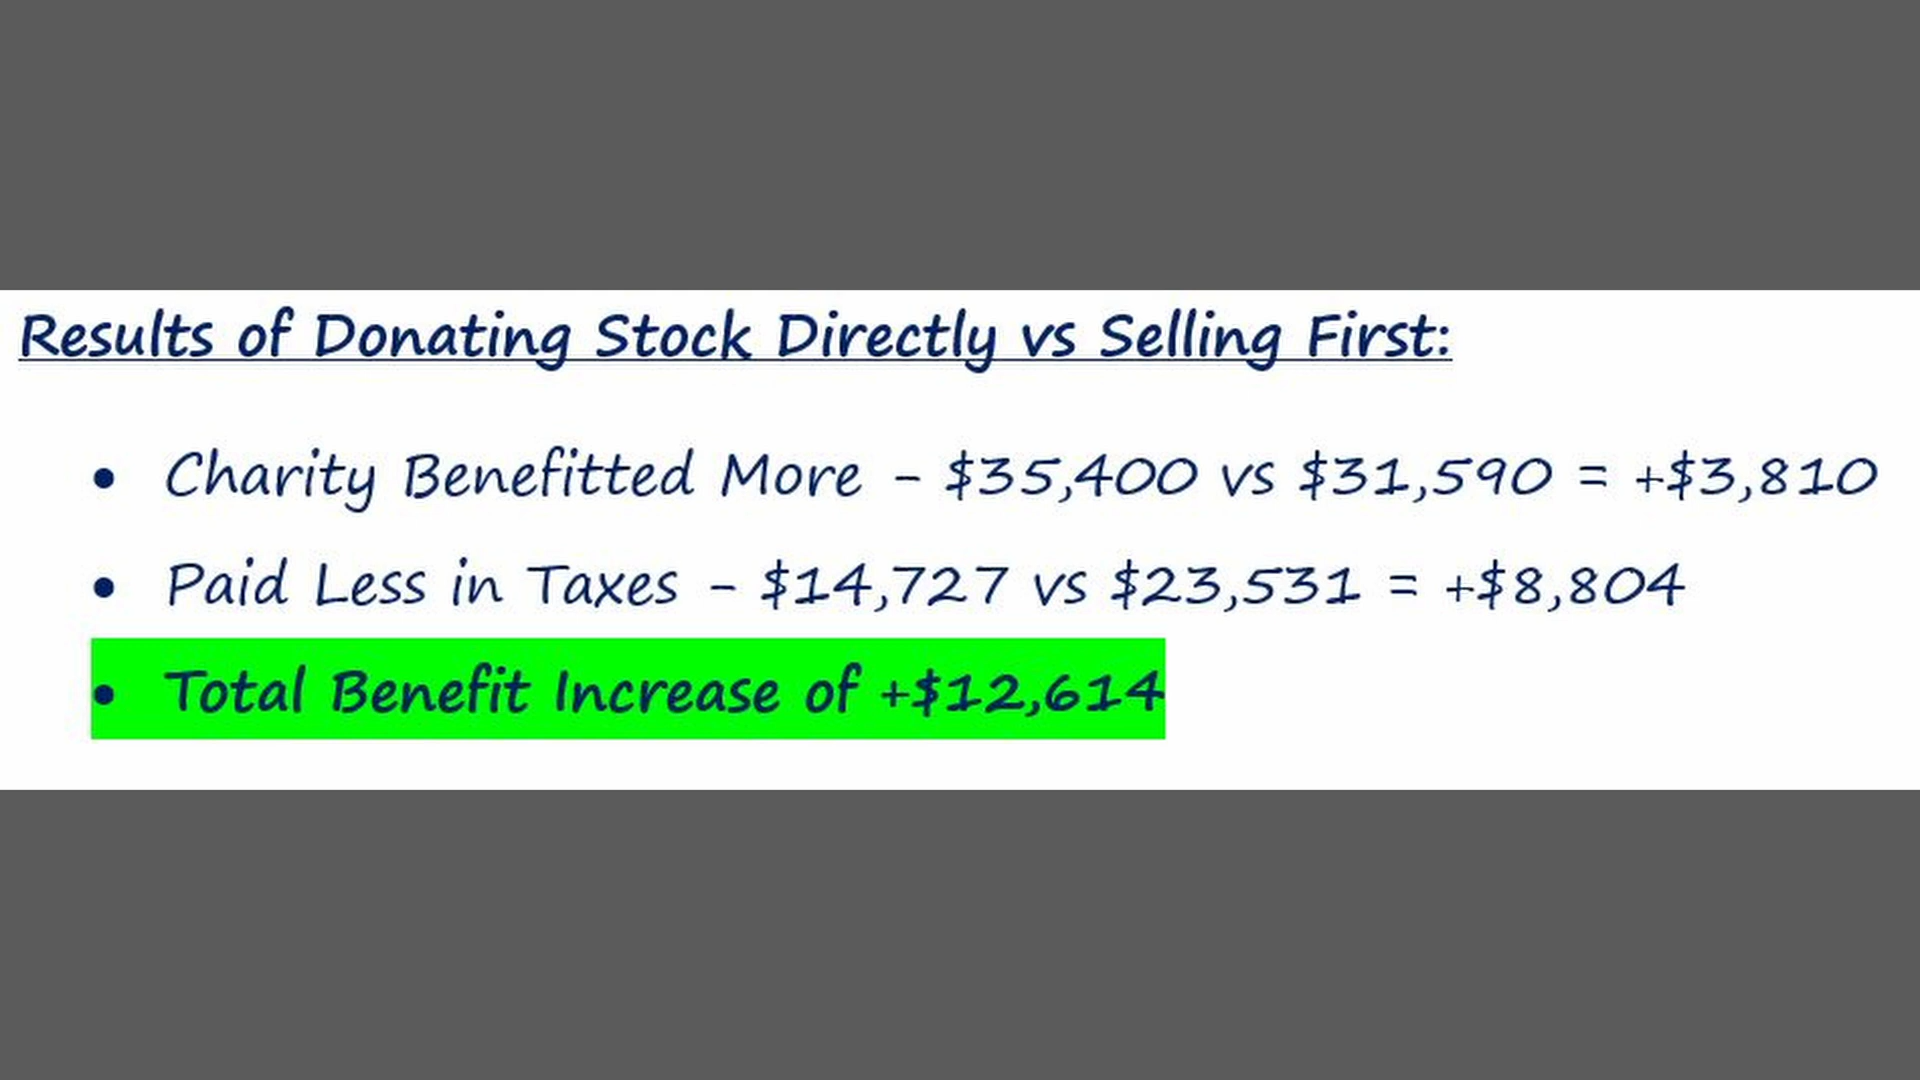 Results of Donating Stock Directly vs Selling First:
• Charity Benefitted More - $35,400 vs $31,590 = +$3,810
• Paid Less in Taxes - $14,727 vs $23,531 = +$8,804
• Total Benefit Increase of +$12,614